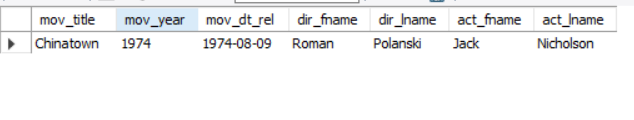 mov_title mov_year mov_dt_rel dir_fname dir_lname act_fname act_lname
Chinatown 1974 1974-08-09 Roman Polanski Jack Nicholson